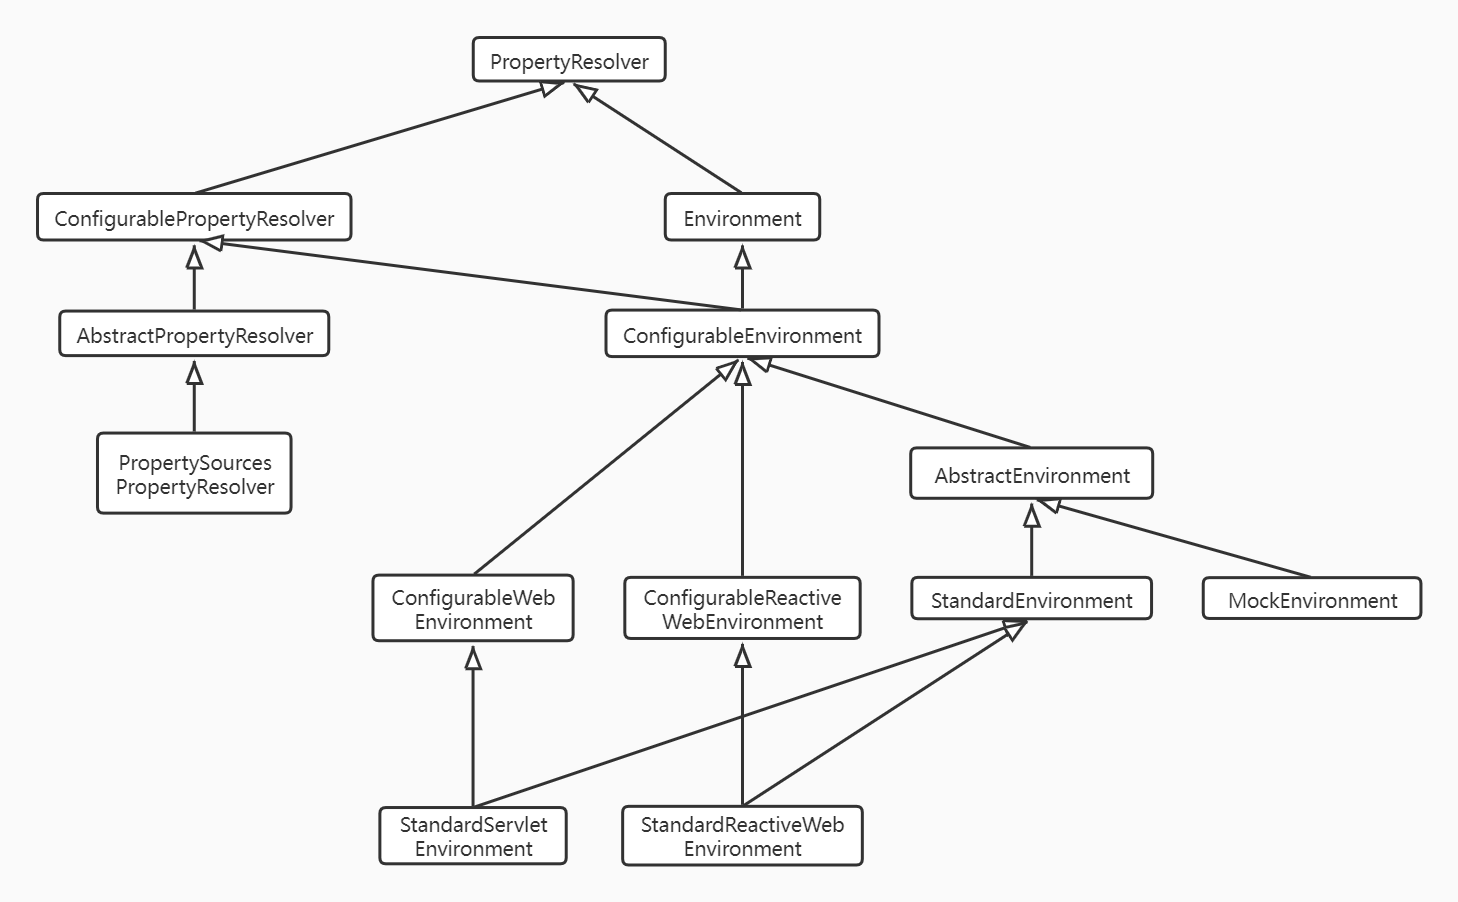 PropertyResolver
ConfigurablePropertyResolver
Environment
AbstractPropertyResolver
ConfigurableEnvironment
PropertySources
PropertyResolver
AbstractEnvironment
ConfigurableWeb
Environment
ConfigurableReactive
WebEnvironment
StandardEnvironment
MockEnvironment
StandardServlet
Environment
StandardReactiveWeb
Environment